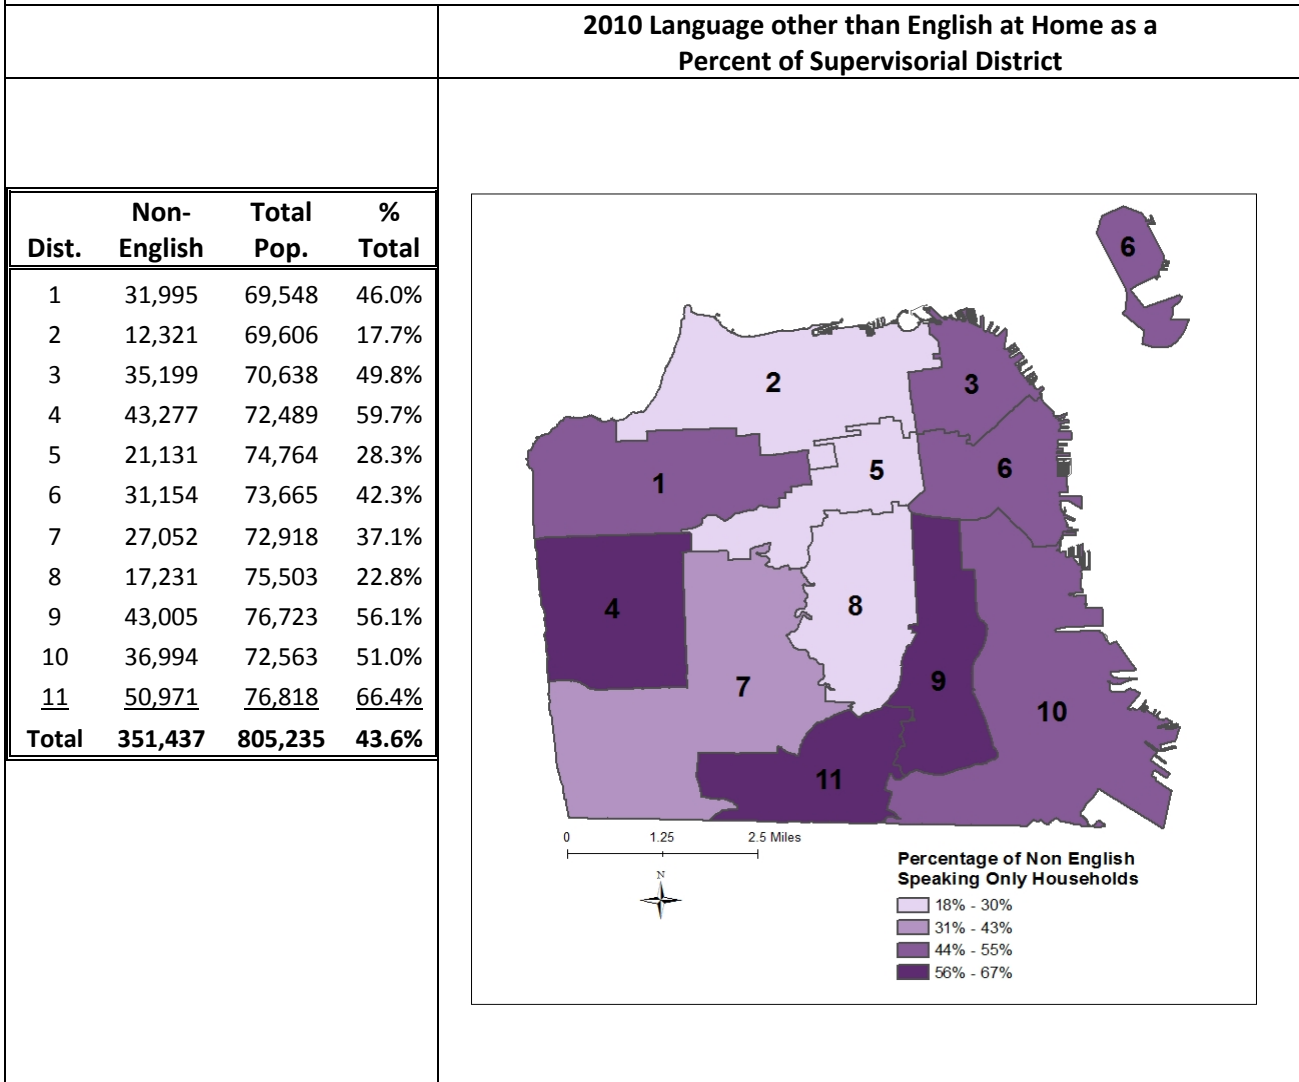 2010 Language other than English at Home as a
Percent of Supervisorial District
Non- Total %
Dist. English Pop. Total
1 31,995 69,548 46.0%
2 12,321 69,606 17.7%
3 35,199 70,638 49.8%
4 43,277 72,489 59.7%
5 21,131 74,764 28.3%
6 31,154 73,665 42.3%
7 27,052 72,918 37.1%
8 17,231 75,503 22.8%
9 43,005 76,723 56.1%
10 36,994 72,563 51.0%
11 50,971 76,818 66.4%
Total 351,437 805,235 43.6%
6
2
3
5
6
1
4
8
7
9
10
11
0 1.25 2.5 Miles
N
Percentage of Non English
Speaking Only Households
18% - 30%
31% - 43%
44% - 55%
56% - 67%